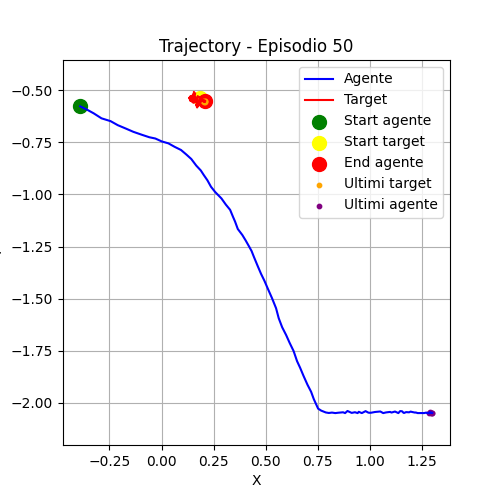 Trajectory - Episodio 50
−0.50
−0.75
−1.00
−1.25
−1.50
−1.75
−2.00
Agente
Target
Start agente
Start target
End agente
Ultimi target
Ultimi agente
−0.25
0.00
0.25
0.50
0.75
1.00
1.25
X